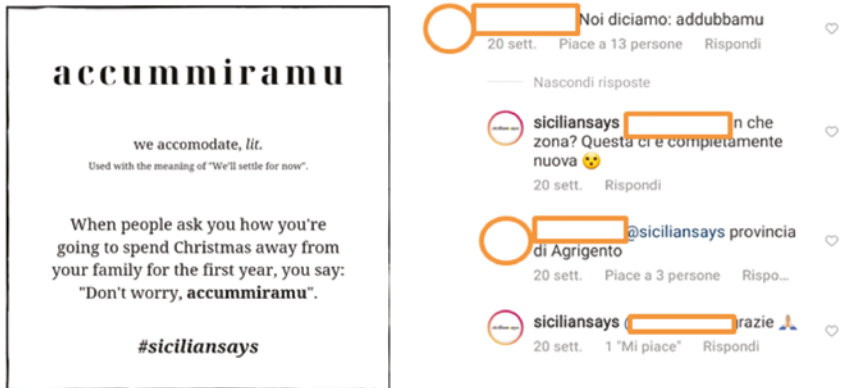 accummiramu
we accomodate, lit.
Used with the meaning of "We'll settle for now".
When people ask you how you're
going to spend Christmas away from
your family for the first year, you say:
"Don't worry, accummiramu".
#siciliansays
Noi diciamo: addubbamu
20 sett. Piace a 13 persone Rispondi
Nascondi risposte
siciliansays n che
zona? Questa ci è completamente
nuova 😯
20 sett. Rispondi
@siciliansays provincia
di Agrigento
20 sett. Piace a 3 persone Rispo...
siciliansays razie 🙏🏼
20 sett. 1 "Mi piace" Rispondi